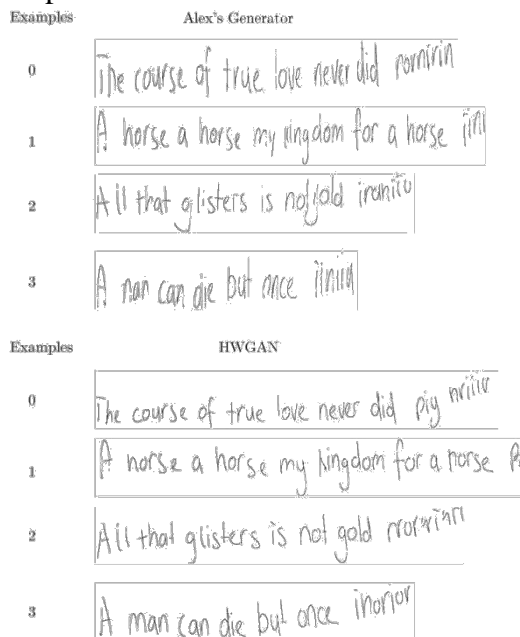 Examples Alex's Generator
0 The course of true love never did
1 A horse a horse my kingdom for a horse
2 All that glisters is not gold
3 A man can die but once
Examples HWGAN
0 The course of true love never did pig
1 A norse a horse my kingdom for a norse
2 All that glisters is not gold
3 A man can die but once